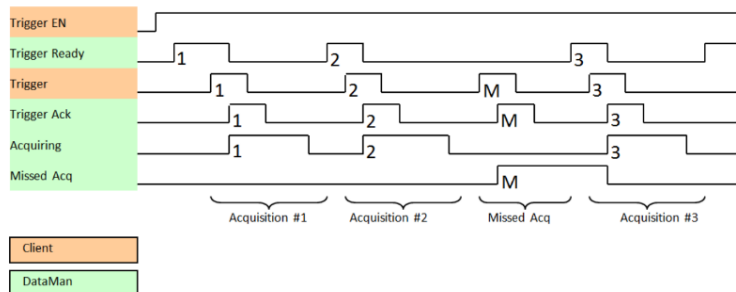 Trigger EN
Trigger Ready 1 2 3
Trigger 1 2 M 3
Trigger Ack 1 2 M 3
Acquiring 1 2 3
Missed Acq M
Acquisition #1 Acquisition #2 Missed Acq Acquisition #3
Client
DataMan